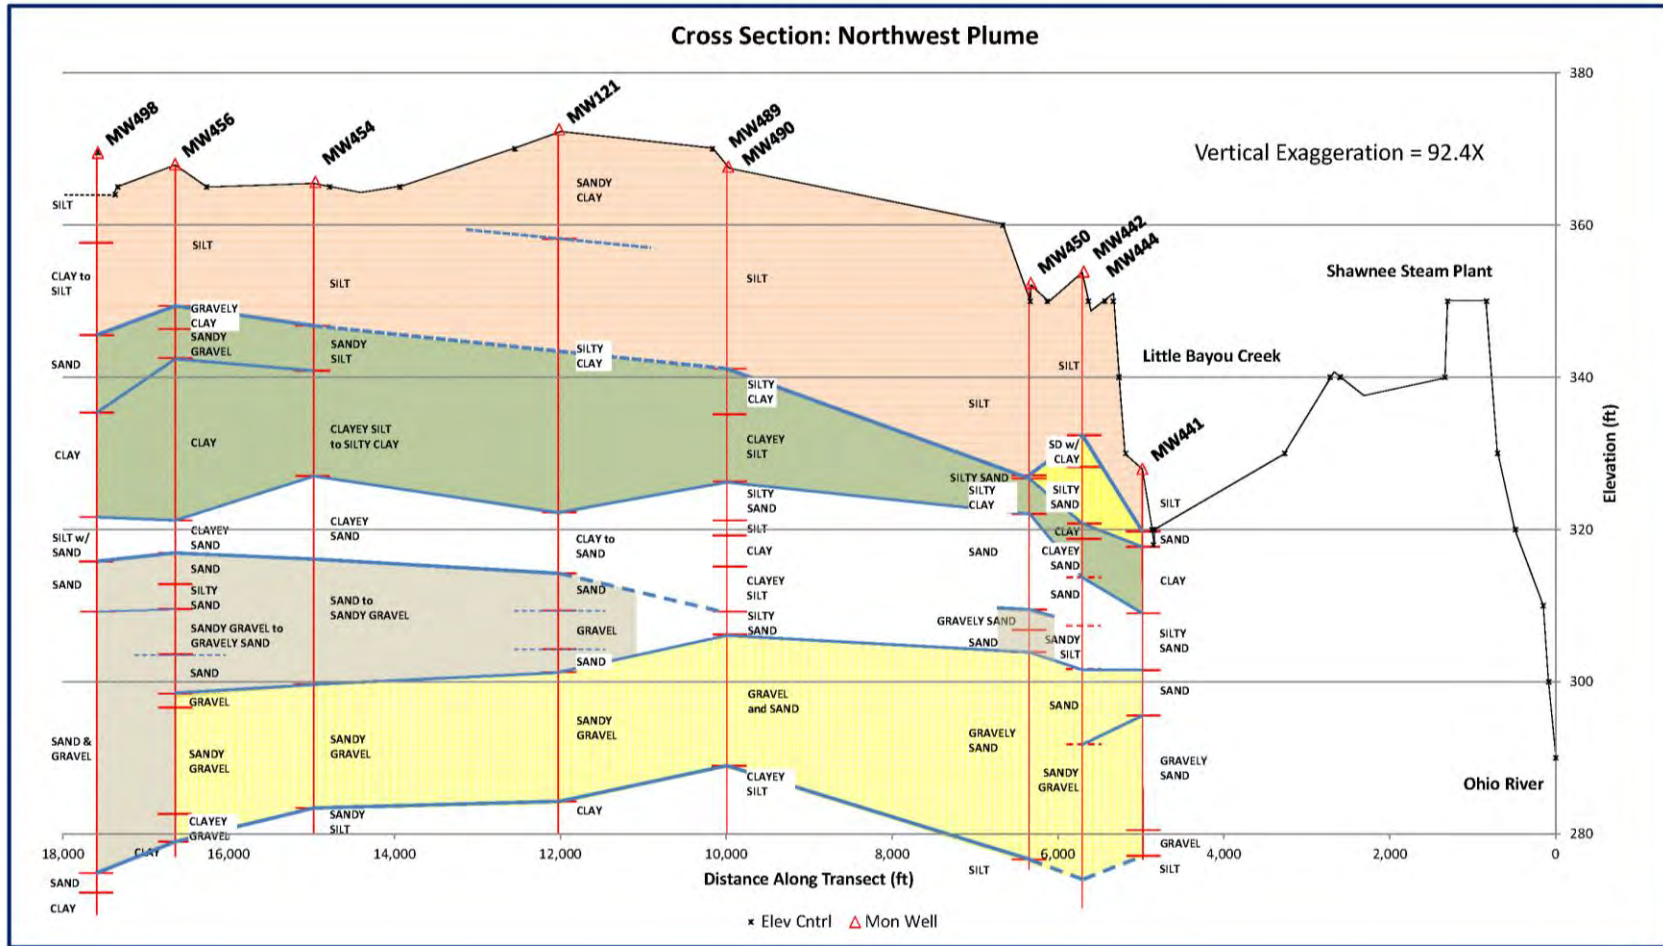 Cross Section: Northwest Plume
380
MW498
MW456
MW454
MW121
MW489
MW490
Vertical Exaggeration = 92.4X
SILT
SANDY
CLAY
360
SILT
CLAY to
SILT
SILT
SILT
MW450
MW442
MW444
Shawnee Steam Plant
GRAVELY
CLAY
SANDY
GRAVEL
SAND
SANDY
SILT
SILTY
CLAY
SILTY
CLAY
SILT
SILT
Little Bayou Creek
340
MW441
CLAY
CLAY
CLAYEY SILT
to SILTY CLAY
CLAYEY
SILT
SD w/
CLAY
SILTY SAND
SILTY
CLAY
SILTY
SAND
SILTY
SAND
SILT
Elevation (ft)
320
SILT w/
SAND
CLAYEY
SAND
CLAYEY
SAND
CLAY to
SAND
SILT
CLAY
SAND
CLAY
CLAYEY
SAND
SAND
SAND
SAND
SILTY
SAND
SAND
CLAYEY
SILT
SAND
CLAY
SANDY GRAVEL to
GRAVELY SAND
SAND to
SANDY GRAVEL
GRAVEL
SILTY
SAND
GRAVELY SAND
SAND
SANDY
SILT
SILTY
SAND
SAND
SAND
300
GRAVEL
GRAVEL
and SAND
SAND
SAND
SAND &
GRAVEL
SANDY
GRAVEL
SANDY
GRAVEL
SANDY
GRAVEL
GRAVELY
SAND
SANDY
GRAVEL
GRAVELY
SAND
CLAYEY
GRAVEL
SANDY
SILT
CLAY
CLAYEY
SILT
Ohio River
280
GRAVEL
18,000
CLAY
16,000
14,000
12,000
10,000
8,000
6,000
4,000
2,000
0
SAND
CLAY
SILT
SILT
Distance Along Transect (ft)
Elev Cntrl
Mon Well